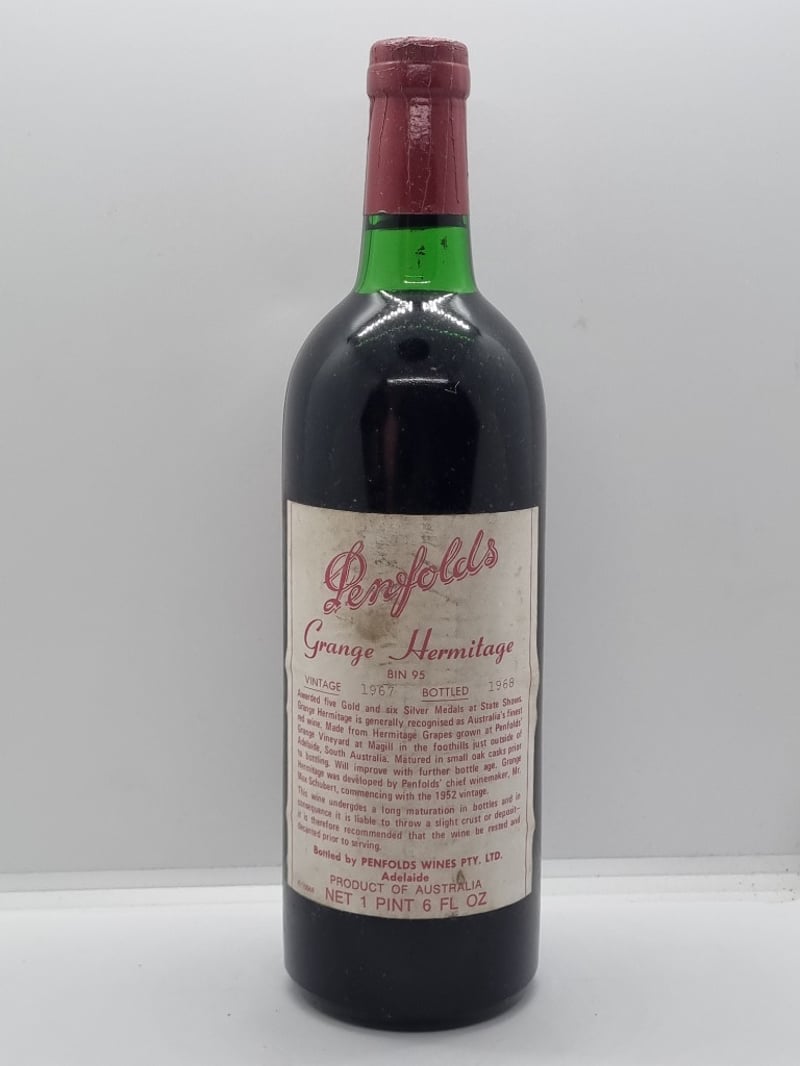 Penfolds
Grange Hermitage
BIN 95
VINTAGE 1967 BOTTLED 1968
Awarded five Gold and six Silver Medals at State Shows.
Grange Hermitage is generally recognised as Australia's finest
red wine. Made from Hermitage Grapes grown at Penfolds'
Grange Vineyard at Magill in the foothills just outside of
Adelaide, South Australia. Matured in small oak casks prior
to bottling. Will improve with further bottle age. Grange
Hermitage was developed by Penfolds' chief winemaker, Mr.
Max Schubert, commencing with the 1952 vintage.
This wine undergoes a long maturation in bottles and in
consequence it is liable to throw a slight crust or deposit—
it is therefore recommended that the wine be rested and
decanted prior to serving.
Bottled by PENFOLDS WINES PTY. LTD.
Adelaide
PRODUCT OF AUSTRALIA
NET 1 PINT 6 FL OZ